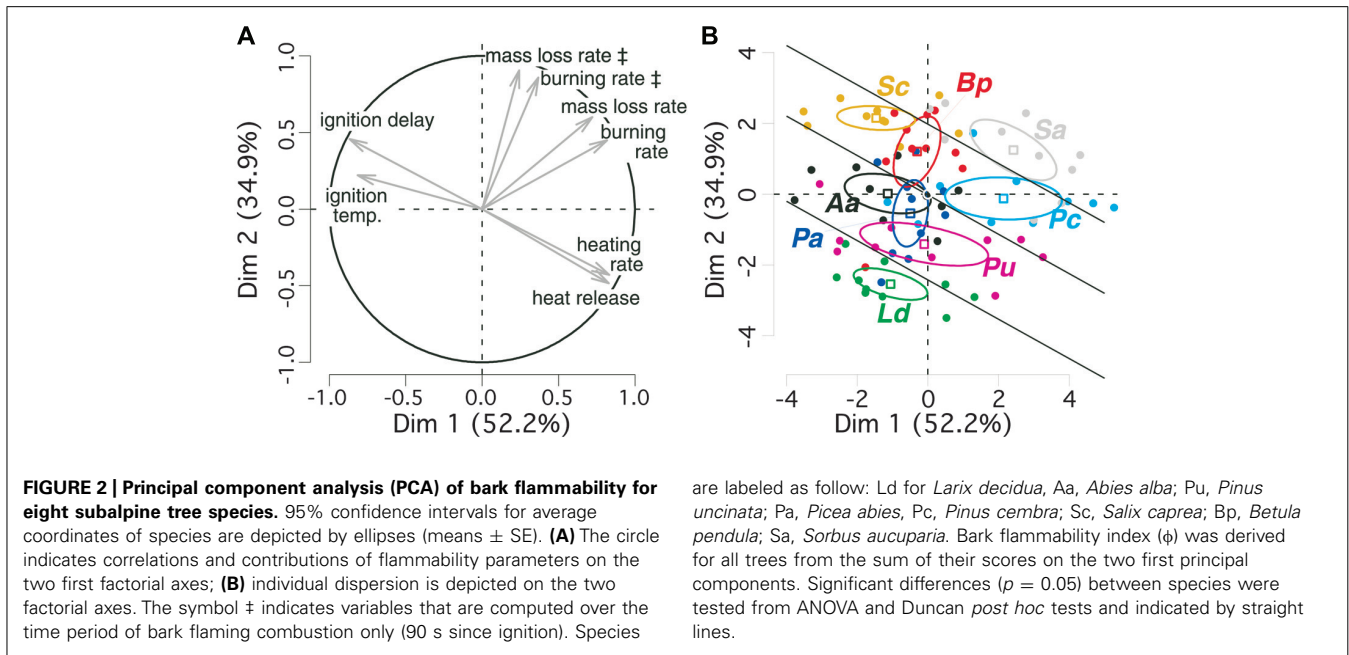 A
Dim 2 (34.9%)
1.0
0.5
0.0
-0.5
-1.0
mass loss rate ‡
burning rate ‡
mass loss rate
burning
rate
ignition delay
ignition
temp.
heating
rate
heat release
-1.0
-0.5
0.0
0.5
1.0
Dim 1 (52.2%)
B
Dim 2 (34.9%)
4
2
0
-2
-4
Sc
Bp
Sa
Aa
Pc
Pa
Pu
Ld
-4
-2
0
2
4
Dim 1 (52.2%)
FIGURE 2 | Principal component analysis (PCA) of bark flammability for
eight subalpine tree species. 95% confidence intervals for average
coordinates of species are depicted by ellipses (means ± SE). (A) The circle
indicates correlations and contributions of flammability parameters on the
two first factorial axes; (B) individual dispersion is depicted on the two
factorial axes. The symbol ‡ indicates variables that are computed over the
time period of bark flaming combustion only (90 s since ignition). Species
are labeled as follow: Ld for Larix decidua, Aa, Abies alba; Pu, Pinus
uncinata; Pa, Picea abies, Pc, Pinus cembra; Sc, Salix caprea; Bp, Betula
pendula; Sa, Sorbus aucuparia. Bark flammability index (ϕ) was derived
for all trees from the sum of their scores on the two first principal
components. Significant differences (p = 0.05) between species were
tested from ANOVA and Duncan post hoc tests and indicated by straight
lines.